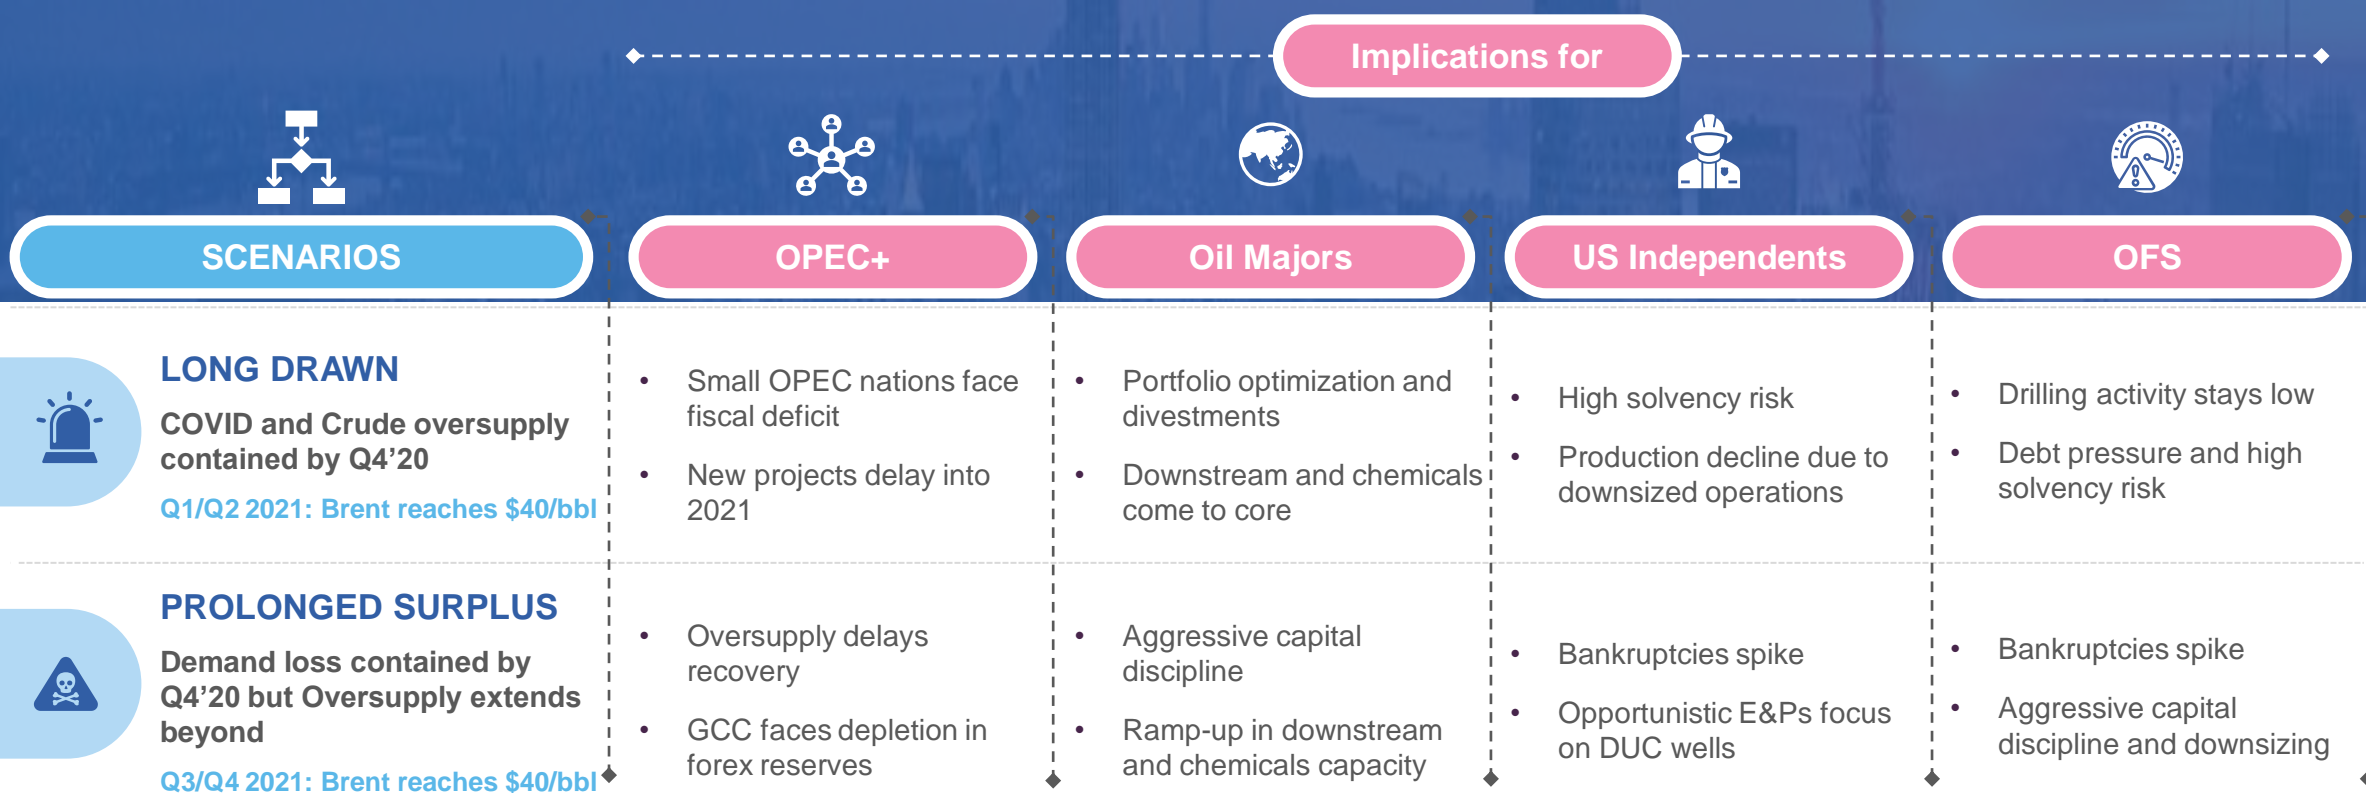 Implications for
SCENARIOS
OPEC+
Oil Majors
US Independents
OFS
LONG DRAWN
COVID and Crude oversupply
contained by Q4’20
Q1/Q2 2021: Brent reaches $40/bbl
• Small OPEC nations face
fiscal deficit
• New projects delay into
2021
• Portfolio optimization and
divestments
• Downstream and chemicals
come to core
• High solvency risk
• Production decline due to
downsized operations
• Drilling activity stays low
• Debt pressure and high
solvency risk
PROLONGED SURPLUS
Demand loss contained by
Q4’20 but Oversupply extends
beyond
Q3/Q4 2021: Brent reaches $40/bbl
• Oversupply delays
recovery
• GCC faces depletion in
forex reserves
• Aggressive capital
discipline
• Ramp-up in downstream
and chemicals capacity
• Bankruptcies spike
• Opportunistic E&Ps focus
on DUC wells
• Bankruptcies spike
• Aggressive capital
discipline and downsizing